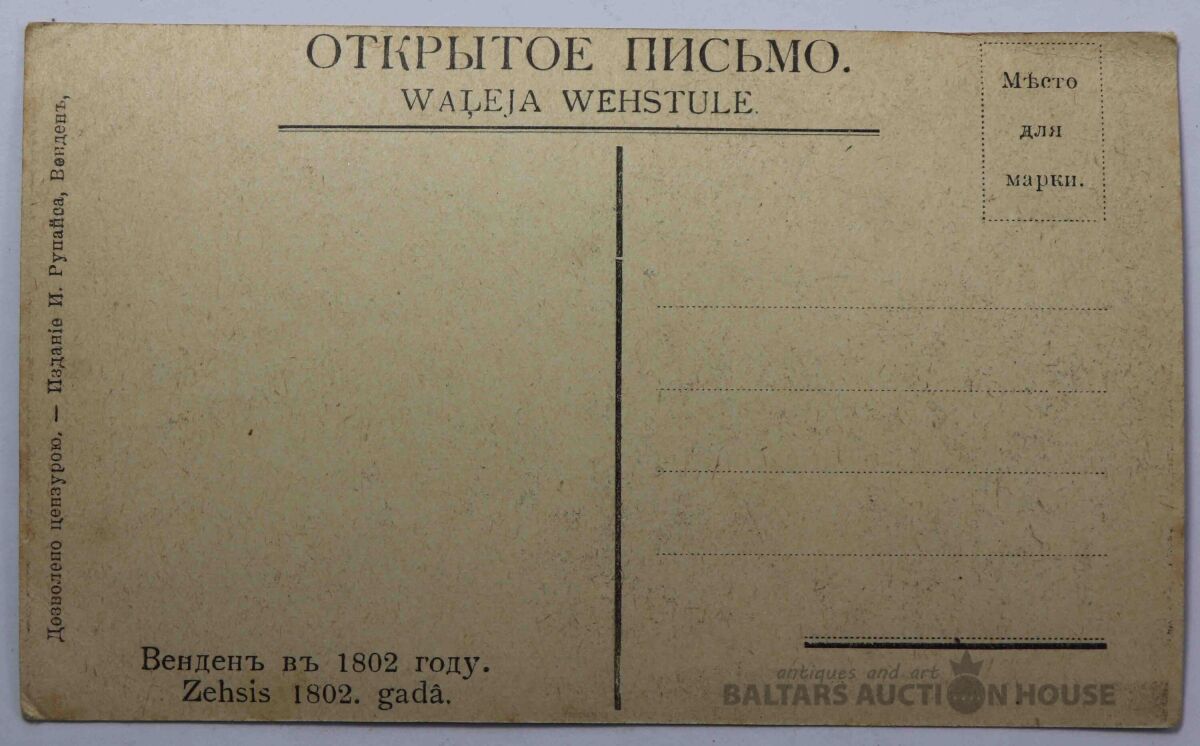 ОТКРЫТОЕ ПИСЬМО.
WAĻEJA WEHSTULE.
Мѣсто
для
марки.
Дозволено цензурою. — Изданіе И. Рупайса, Венденъ,
Венденъ въ 1802 году.
Zehsis 1802. gadâ.
antiques and art
BALTARS AUCTION HOUSE